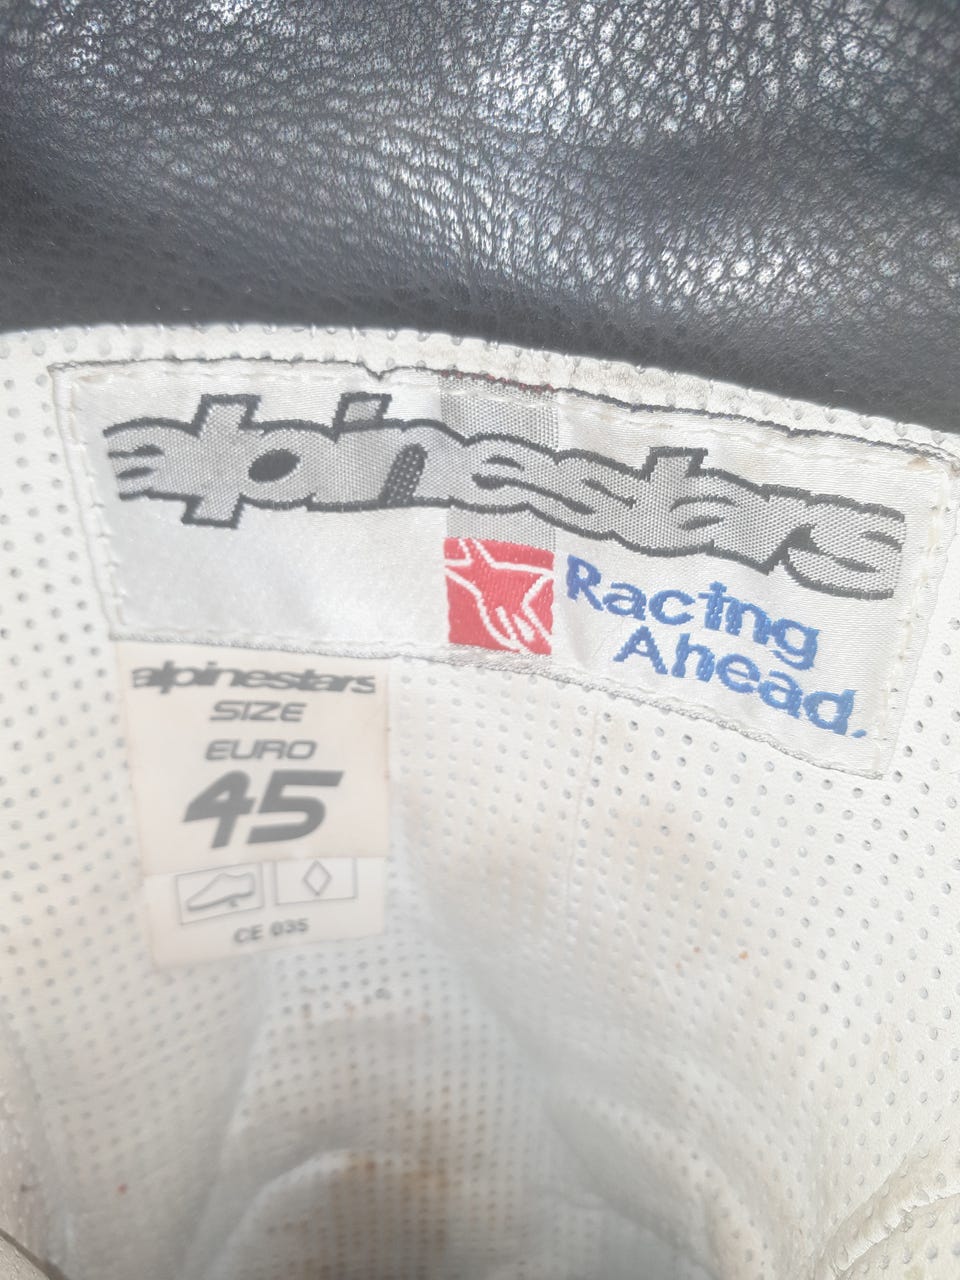 alpinestars
Racing
Ahead.
alpinestars
SIZE
EURO
45
CE 035